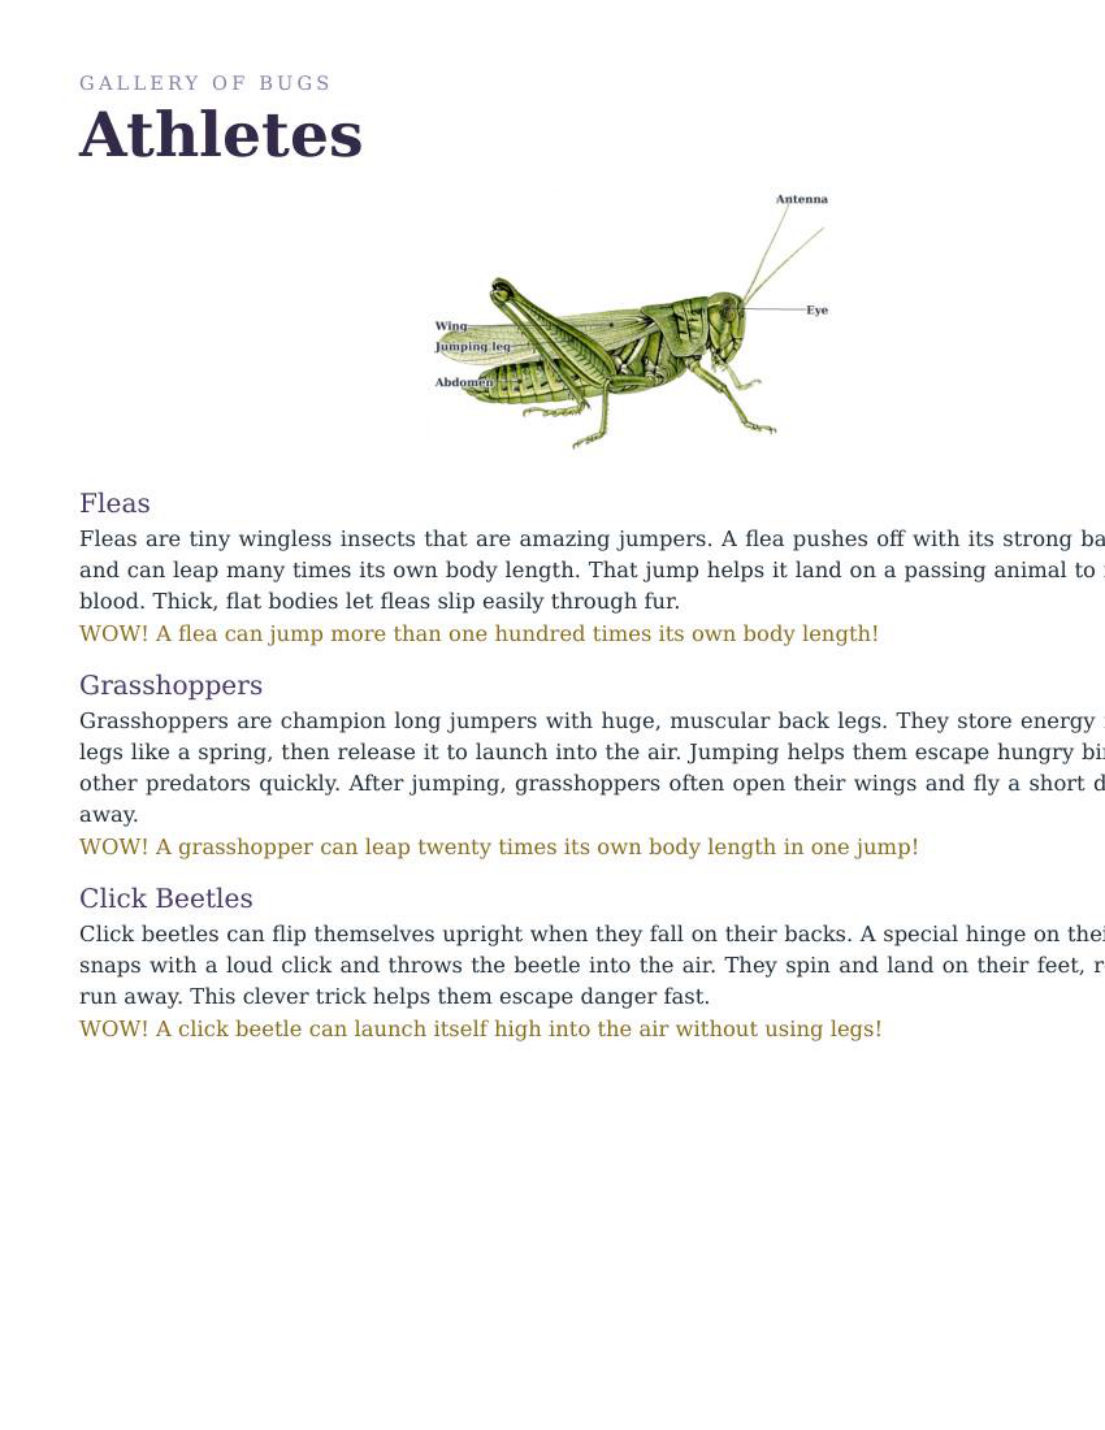 GALLERY OF BUGS
Athletes
Antenna
Eye
Wing
Jumping leg
Abdomen
Fleas
Fleas are tiny wingless insects that are amazing jumpers. A flea pushes off with its strong
and can leap many times its own body length. That jump helps it land on a passing animal to
blood. Thick, flat bodies let fleas slip easily through fur.
WOW! A flea can jump more than one hundred times its own body length!
Grasshoppers
Grasshoppers are champion long jumpers with huge, muscular back legs. They store energy
legs like a spring, then release it to launch into the air. Jumping helps them escape hungry
other predators quickly. After jumping, grasshoppers often open their wings and fly a short
away.
WOW! A grasshopper can leap twenty times its own body length in one jump!
Click Beetles
Click beetles can flip themselves upright when they fall on their backs. A special hinge on
snaps with a loud click and throws the beetle into the air. They spin and land on their feet,
run away. This clever trick helps them escape danger fast.
WOW! A click beetle can launch itself high into the air without using legs!